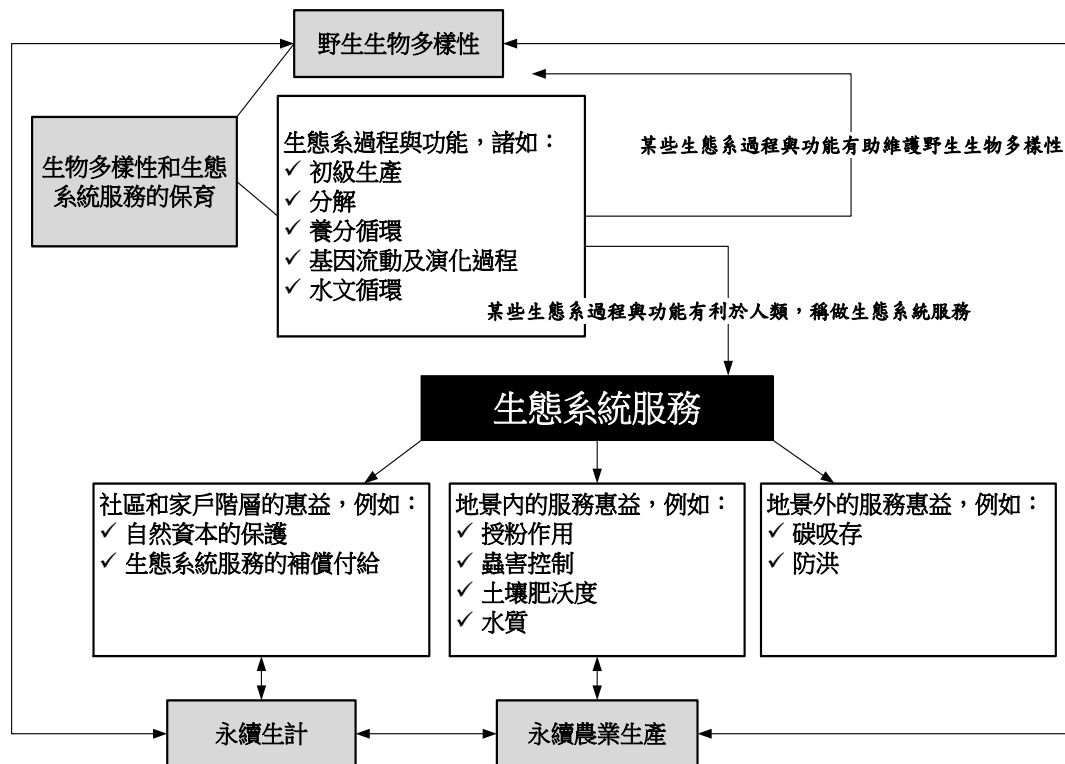 野生生物多樣性
生物多樣性和生態
系統服務的保育
生態系過程與功能，諸如：
✓ 初級生產
✓ 分解
✓ 養分循環
✓ 基因流動及演化過程
✓ 水文循環
某些生態系過程與功能有助維護野生生物多樣性
某些生態系過程與功能有利於人類，稱做生態系統服務
生態系統服務
社區和家戶階層的惠益，例如：
✓ 自然資本的保護
✓ 生態系統服務的補償付給
地景內的服務惠益，例如：
✓ 授粉作用
✓ 蟲害控制
✓ 土壤肥沃度
✓ 水質
地景外的服務惠益，例如：
✓ 碳吸存
✓ 防洪
永續生計
永續農業生產